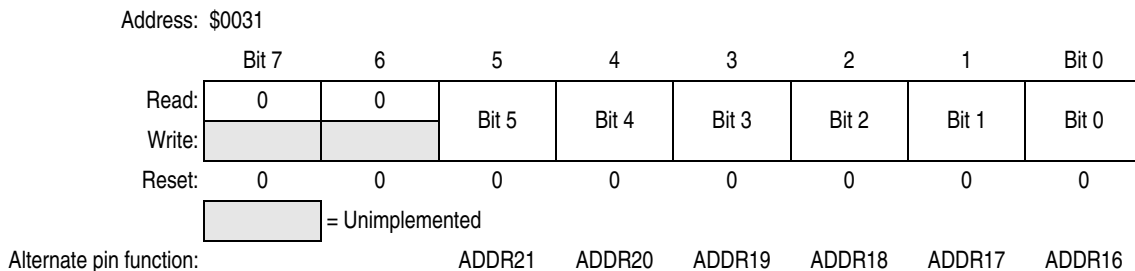 Address: $0031
Bit 7 6 5 4 3 2 1 Bit 0
Read: 0 0 Bit 5 Bit 4 Bit 3 Bit 2 Bit 1 Bit 0
Write:
Reset: 0 0 0 0 0 0 0 0
= Unimplemented
Alternate pin function: ADDR21 ADDR20 ADDR19 ADDR18 ADDR17 ADDR16